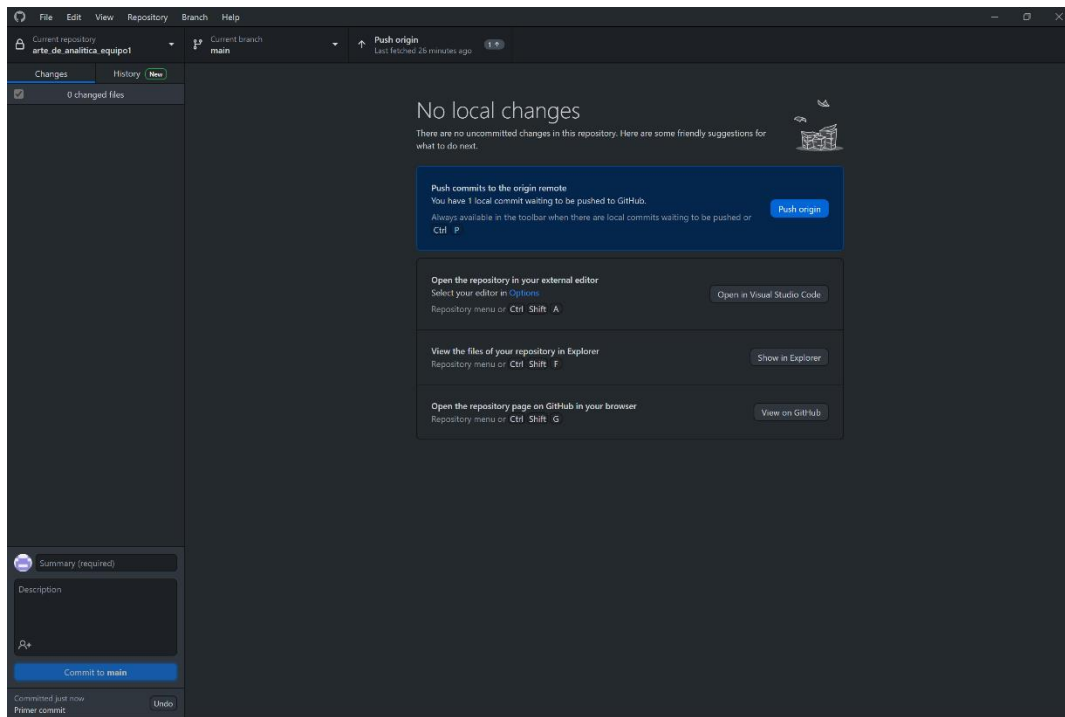 File Edit View Repository Branch Help
Current repository
arte_de_analitica_equipo1
Current branch
main
Push origin
Last fetched 26 minutes ago
1
Changes
History New
0 changed files
No local changes
There are no uncommitted changes in this repository. Here are some friendly suggestions for
what to do next.
Push commits to the origin remote
You have 1 local commit waiting to be pushed to GitHub.
Always available in the toolbar when there are local commits waiting to be pushed or
Ctrl P
Push origin
Open the repository in your external editor
Select your editor in Options
Repository menu or Ctrl Shift A
Open in Visual Studio Code
View the files of your repository in Explorer
Repository menu or Ctrl Shift F
Show in Explorer
Open the repository page on GitHub in your browser
Repository menu or Ctrl Shift G
View on GitHub
Summary (required)
Description
Commit to main
Committed just now
Primer commit
Undo